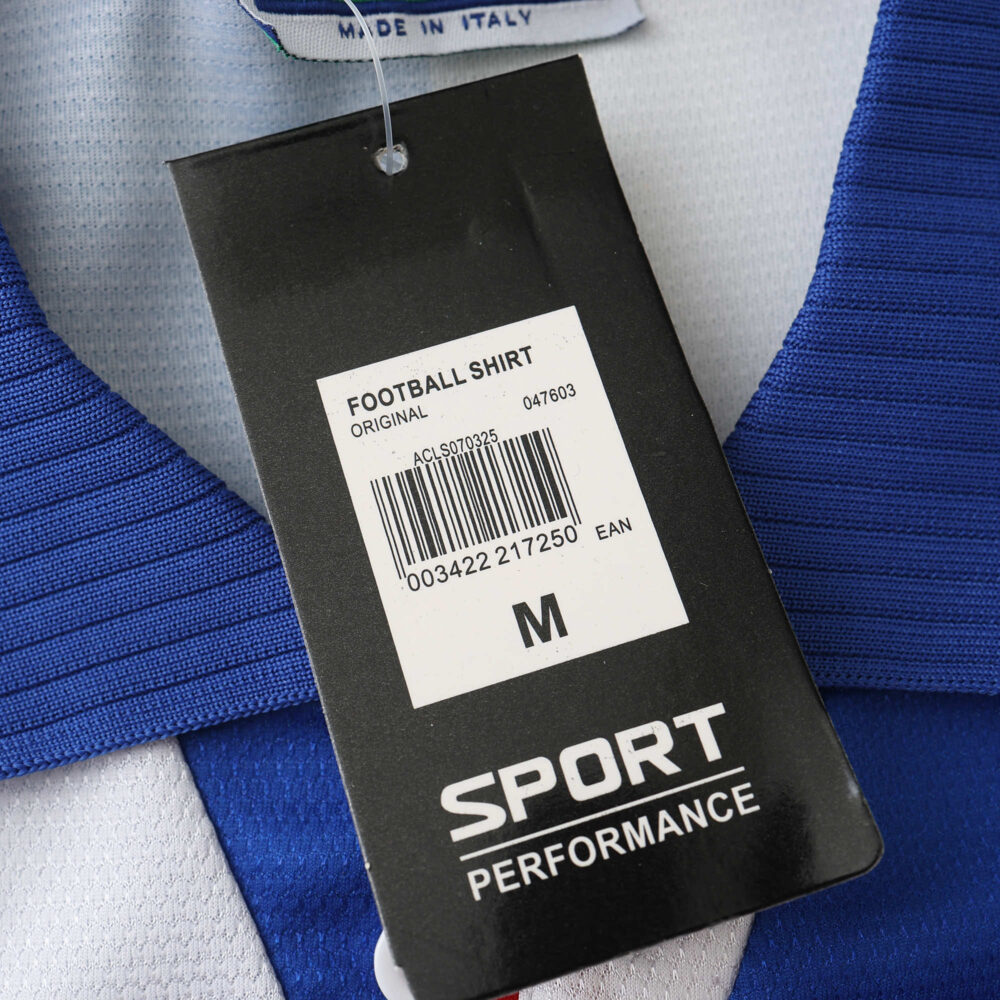 MADE IN ITALY
FOOTBALL SHIRT
ORIGINAL 047603
ACLS070325
003422 217250 EAN
M
SPORT
PERFORMANCE